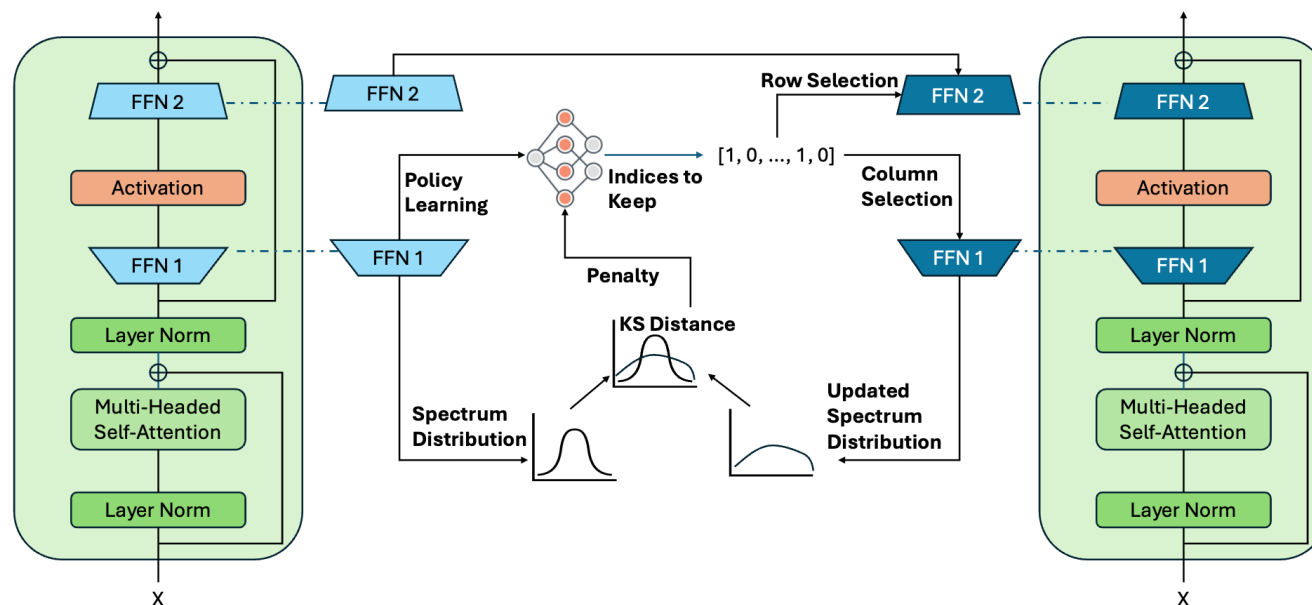 FFN 2
Activation
FFN 1
Layer Norm
Multi-Headed
Self-Attention
Layer Norm
X
FFN 2
Policy
Learning
FFN 1
Spectrum
Distribution
Indices to
Keep
Penalty
KS Distance
[1, 0, ..., 1, 0]
Row Selection
FFN 2
Column
Selection
FFN 1
Updated
Spectrum
Distribution
FFN 2
Activation
FFN 1
Layer Norm
Multi-Headed
Self-Attention
Layer Norm
X